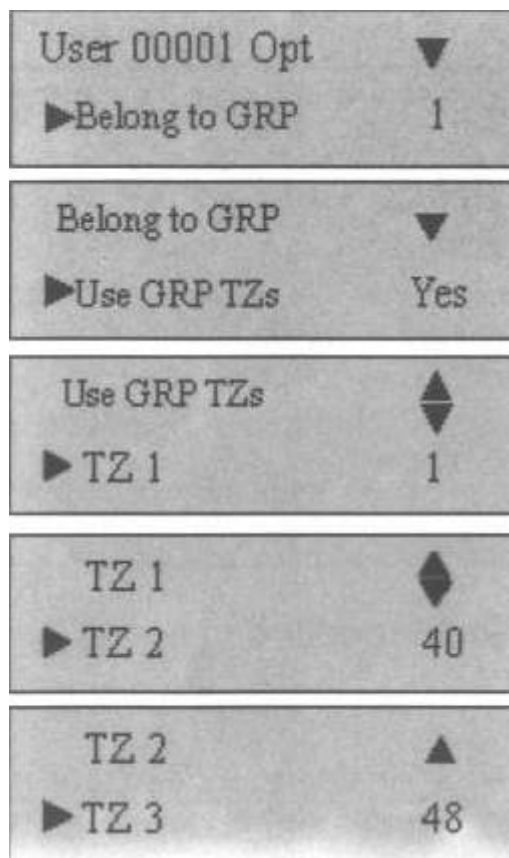 User 00001 Opt ▼
▶Belong to GRP 1
Belong to GRP ▼
▶Use GRP TZs Yes
Use GRP TZs ▲▼
▶TZ 1 1
TZ 1 ▲▼
▶TZ 2 40
TZ 2 ▲
▶TZ 3 48